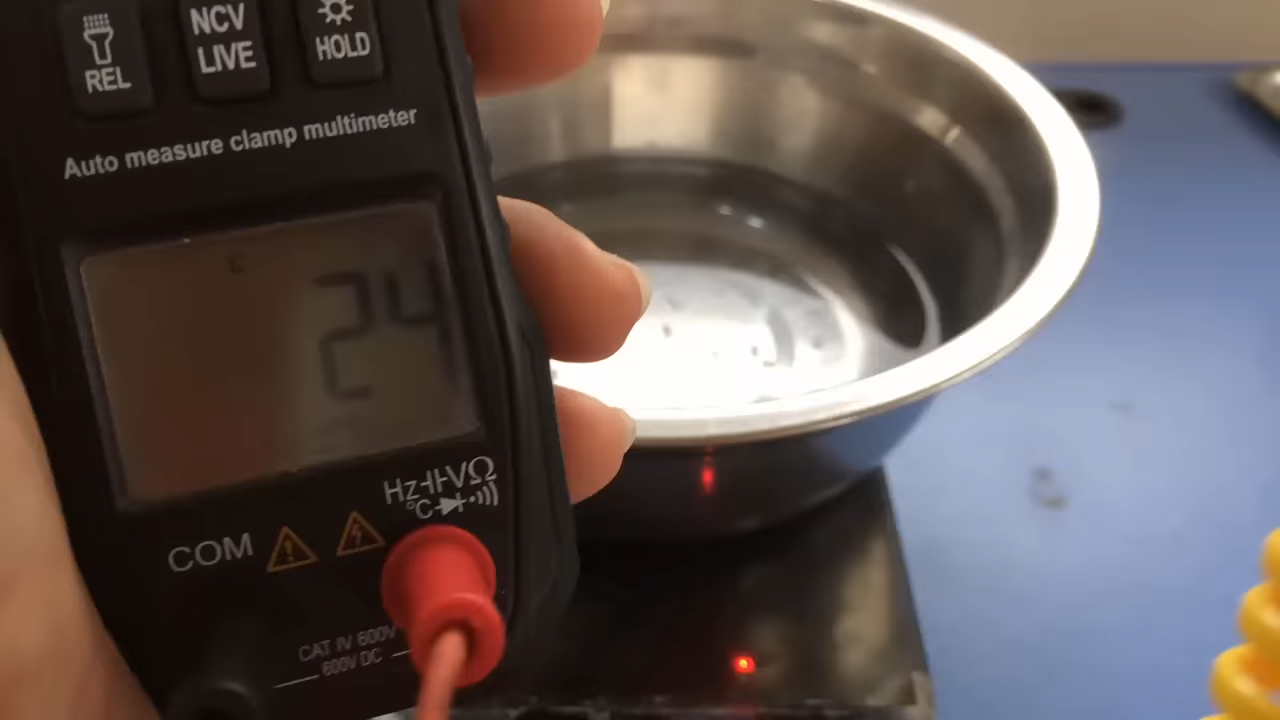 REL
NCV
LIVE
HOLD
Auto measure clamp multimeter
24
Hz⊣⊢VΩ
°C
COM
CAT IV 600V
600V DC